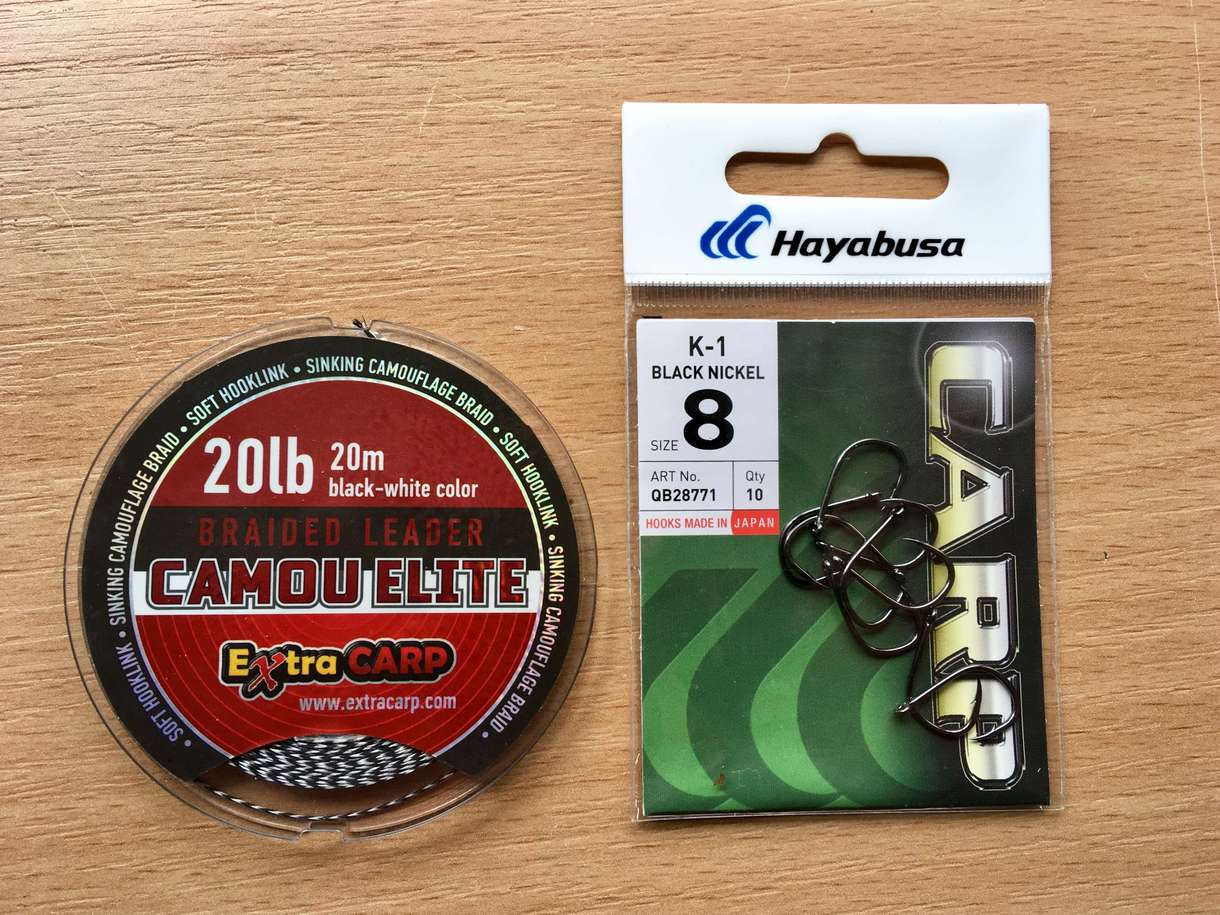 SOFT HOOKLINK • SINKING CAMOUFLAGE BRAID • SOFT HOOKLINK • SINKING CAMOUFLAGE BRAID • SOFT HOOKLINK • SINKING CAMOUFLAGE BRAID •
20lb
20m
black-white color
BRAIDED LEADER
CAMOU ELITE
Extra CARP
www.extracarp.com
Hayabusa
K-1
BLACK NICKEL
SIZE 8
ART No.
QB28771
Qty
10
HOOKS MADE IN JAPAN
CARP